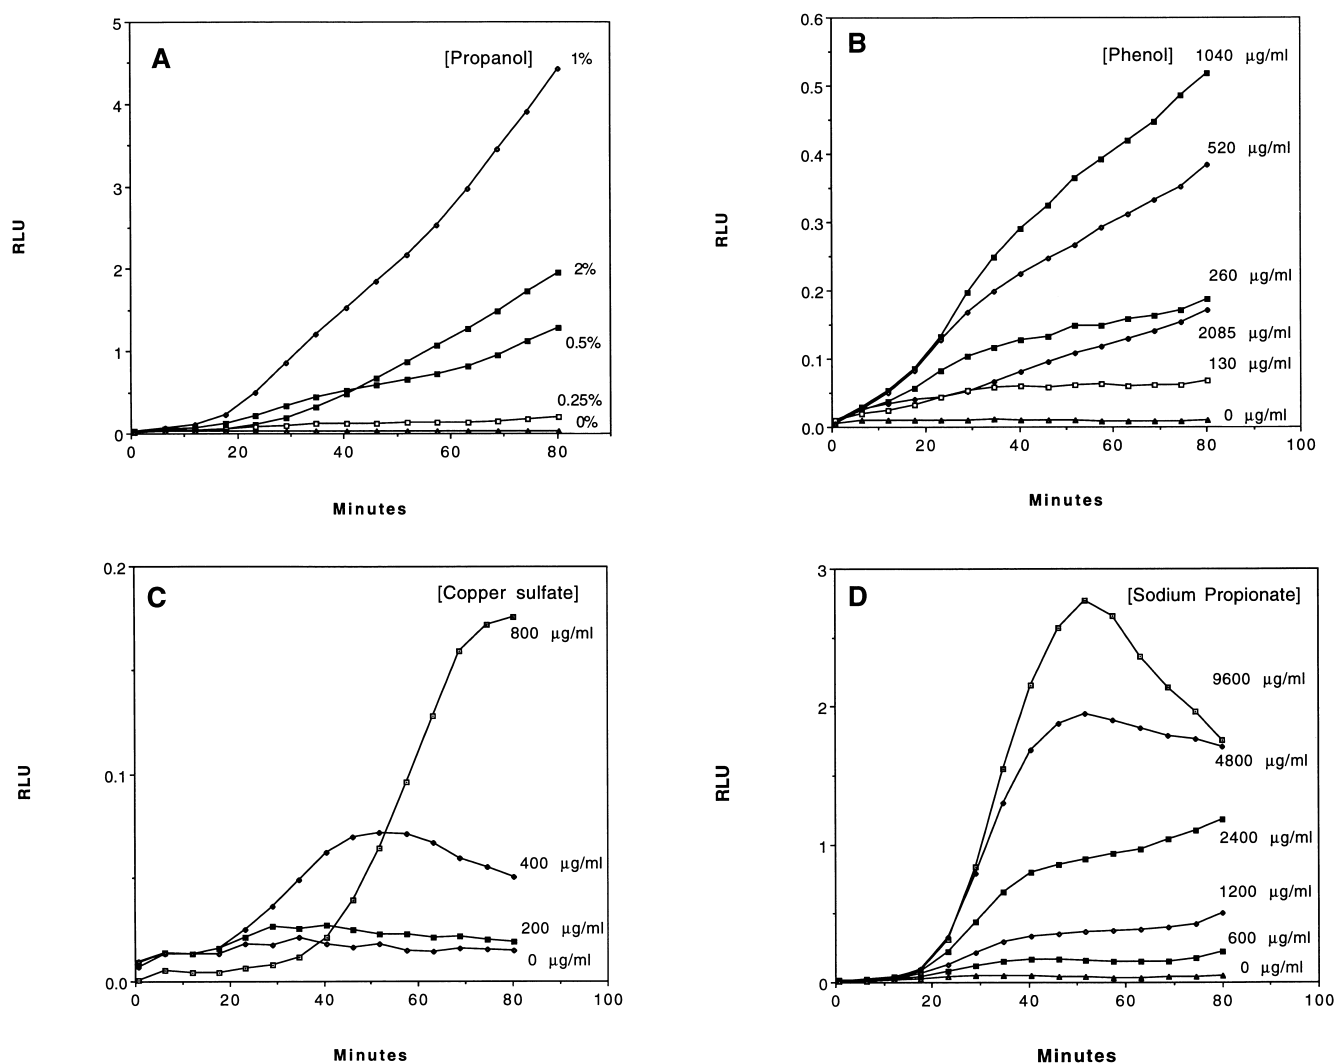 5
A
[Propanol]
1%
4
3
RLU
2
2%
1
0.5%
0.25%
0%
0
0 20 40 60 80
Minutes
0.6
B
[Phenol]
1040 µg/ml
0.5
520 µg/ml
0.4
0.3
RLU
260 µg/ml
0.2
2085 µg/ml
130 µg/ml
0.1
0 µg/ml
0.0
0 20 40 60 80 100
Minutes
0.2
C
[Copper sulfate]
800 µg/ml
RLU
0.1
400 µg/ml
200 µg/ml
0 µg/ml
0.0
0 20 40 60 80 100
Minutes
3
D
[Sodium Propionate]
9600 µg/ml
2
4800 µg/ml
RLU
2400 µg/ml
1
1200 µg/ml
600 µg/ml
0 µg/ml
0
0 20 40 60 80 100
Minutes